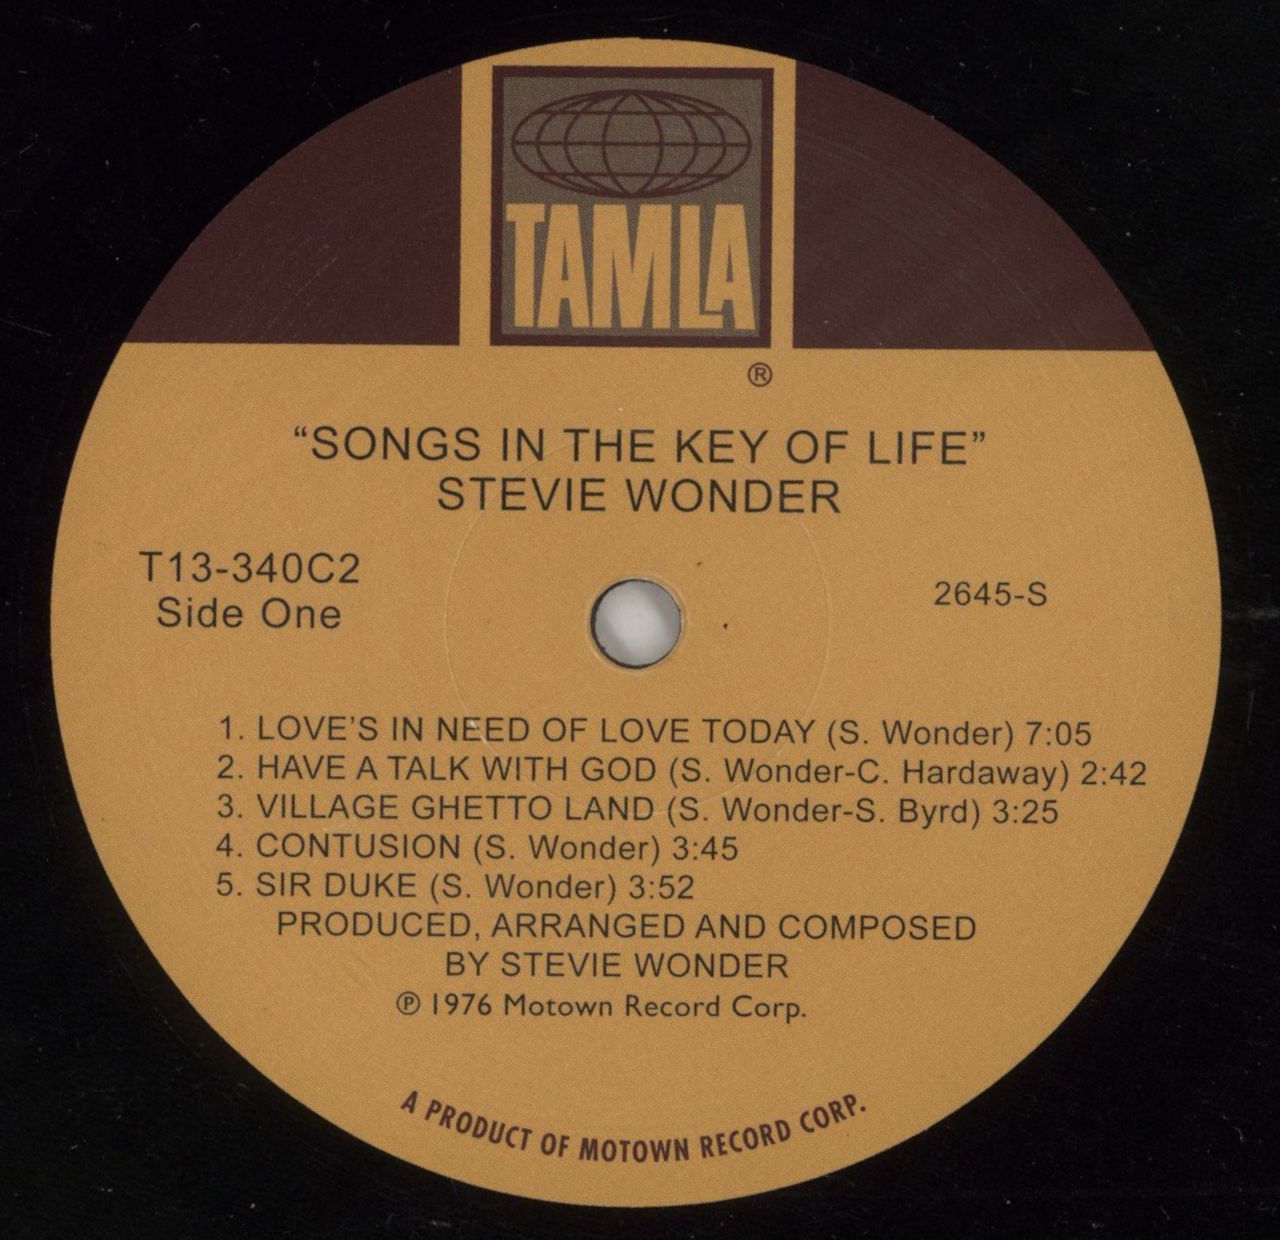 TAMLA
®
“SONGS IN THE KEY OF LIFE”
STEVIE WONDER
T13-340C2
Side One
2645-S
1. LOVE’S IN NEED OF LOVE TODAY (S. Wonder) 7:05
2. HAVE A TALK WITH GOD (S. Wonder-C. Hardaway) 2:42
3. VILLAGE GHETTO LAND (S. Wonder-S. Byrd) 3:25
4. CONTUSION (S. Wonder) 3:45
5. SIR DUKE (S. Wonder) 3:52
PRODUCED, ARRANGED AND COMPOSED
BY STEVIE WONDER
℗ 1976 Motown Record Corp.
A PRODUCT OF MOTOWN RECORD CORP.